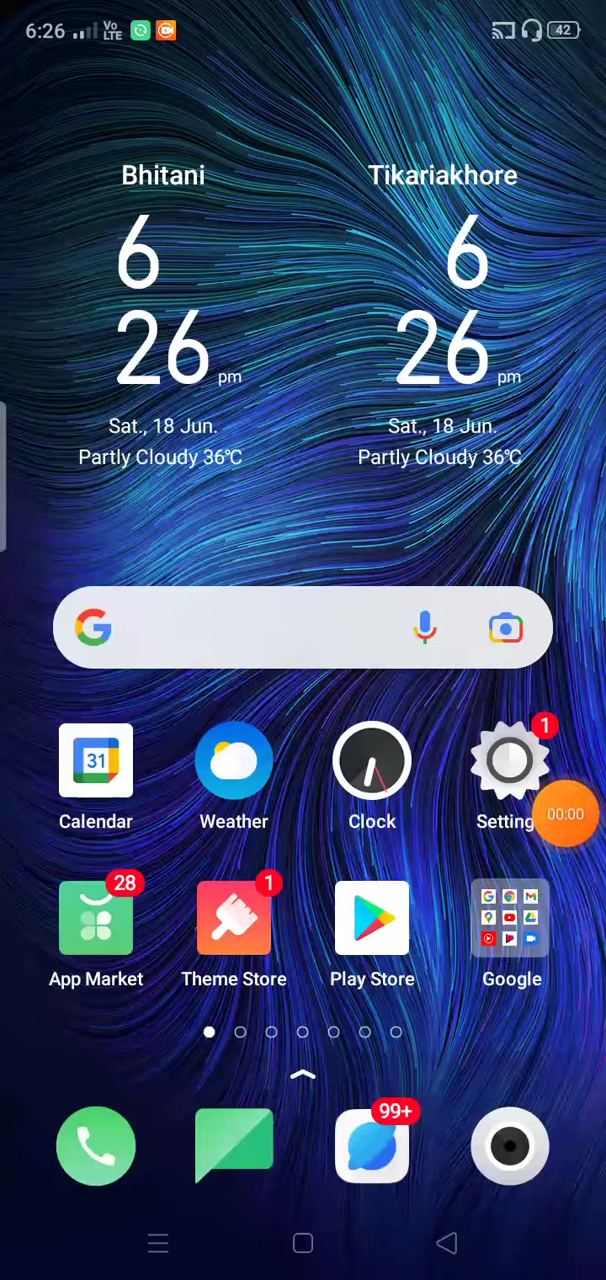 6:26 Vo LTE 42
Bhitani Tikariakhore
6 6
26 pm 26 pm
Sat., 18 Jun. Sat., 18 Jun.
Partly Cloudy 36℃ Partly Cloudy 36℃
31 1
Calendar Weather Clock Setting 00:00
28 1
App Market Theme Store Play Store Google
99+